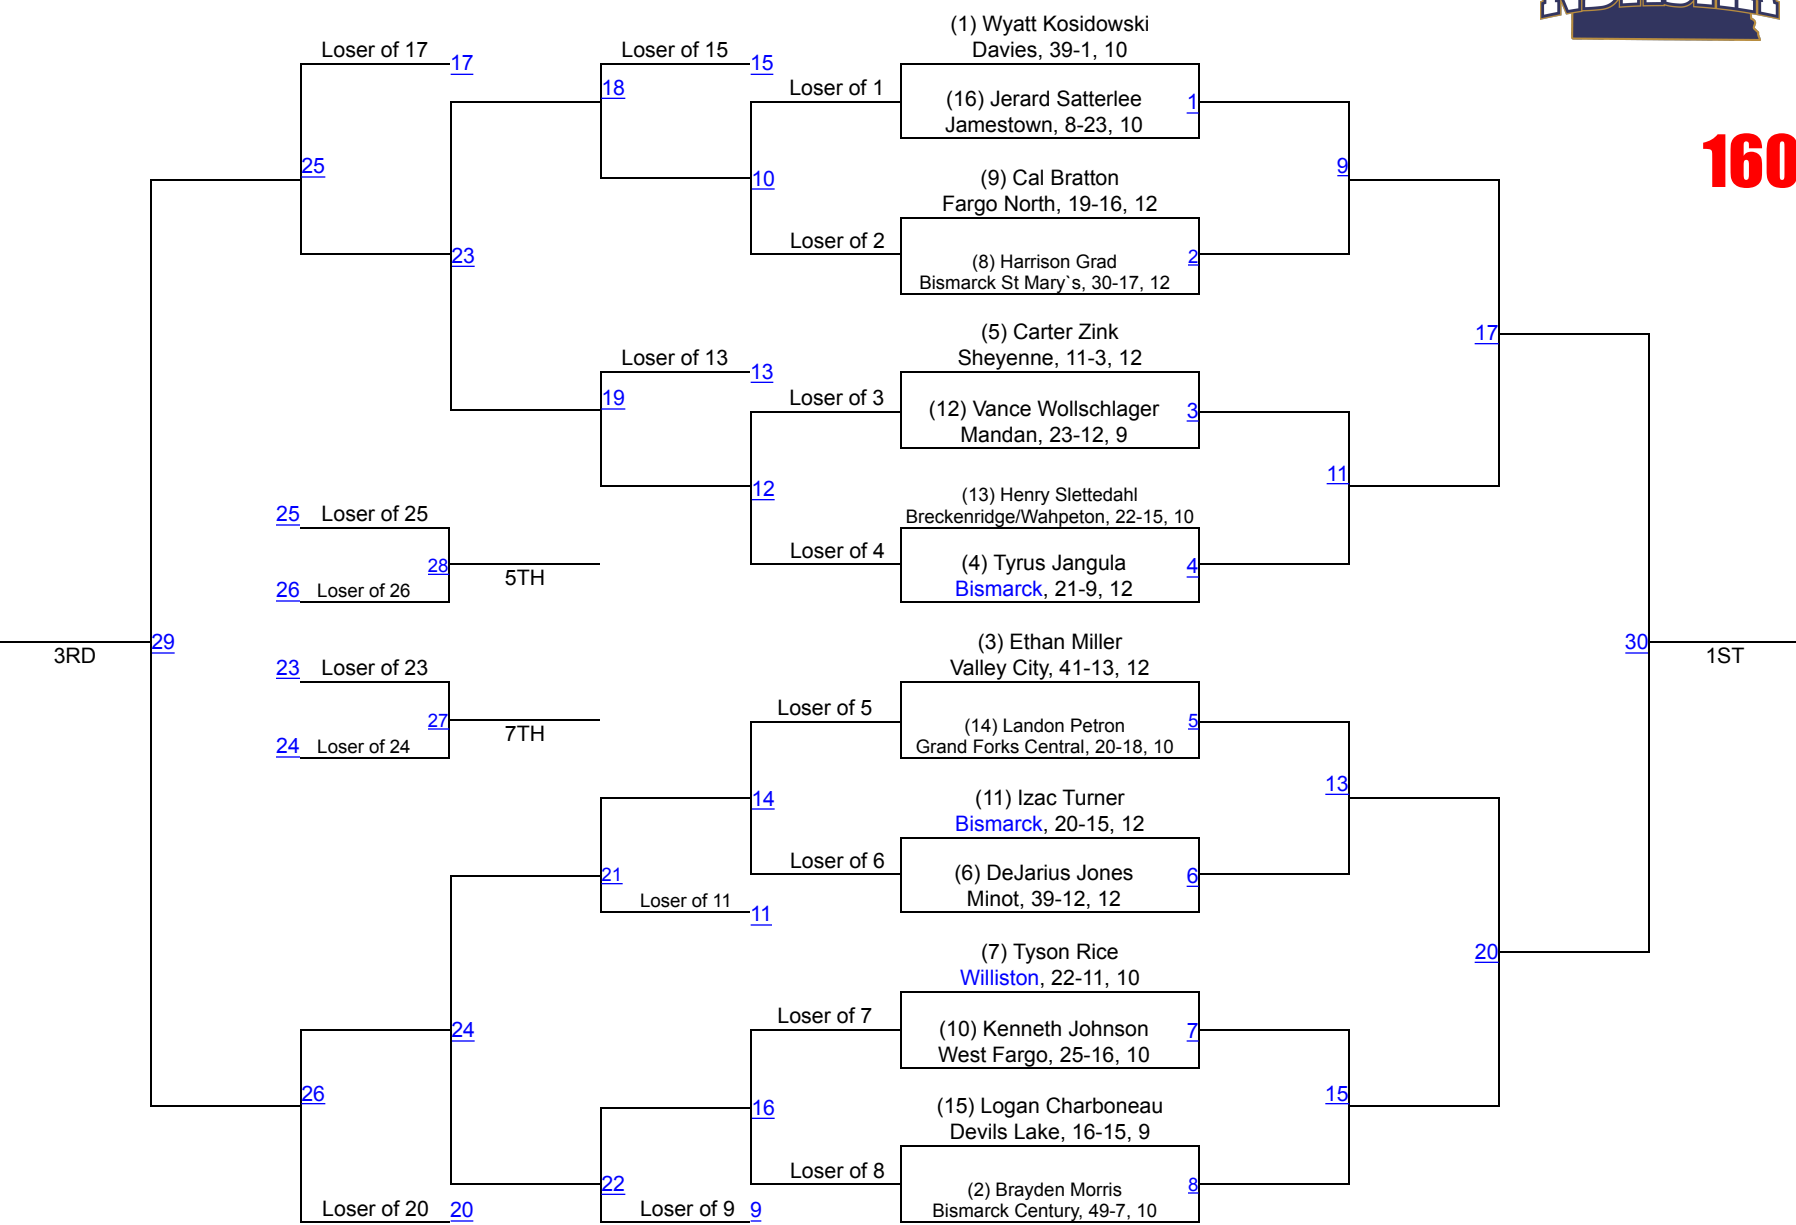 (1) Wyatt Kosidowski
Davies, 39-1, 10
Loser of 17
17
Loser of 15
15
18
Loser of 1
(16) Jerard Satterlee
Jamestown, 8-23, 10
1
160
25
10
(9) Cal Bratton
Fargo North, 19-16, 12
9
23
Loser of 2
(8) Harrison Grad
Bismarck St Mary`s, 30-17, 12
2
(5) Carter Zink
Sheyenne, 11-3, 12
17
Loser of 13
13
19
Loser of 3
(12) Vance Wollschlager
Mandan, 23-12, 9
3
12
(13) Henry Slettedahl
Breckenridge/Wahpeton, 22-15, 10
11
25
Loser of 25
28
5TH
26
Loser of 26
Loser of 4
(4) Tyrus Jangula
Bismarck, 21-9, 12
4
3RD
29
(3) Ethan Miller
Valley City, 41-13, 12
30
1ST
23
Loser of 23
27
7TH
24
Loser of 24
Loser of 5
(14) Landon Petron
Grand Forks Central, 20-18, 10
5
14
(11) Izac Turner
Bismarck, 20-15, 12
13
21
Loser of 6
(6) DeJarius Jones
Minot, 39-12, 12
6
Loser of 11
11
(7) Tyson Rice
Williston, 22-11, 10
20
24
Loser of 7
(10) Kenneth Johnson
West Fargo, 25-16, 10
7
26
16
(15) Logan Charboneau
Devils Lake, 16-15, 9
15
22
Loser of 8
(2) Brayden Morris
Bismarck Century, 49-7, 10
8
Loser of 20
20
Loser of 9
9